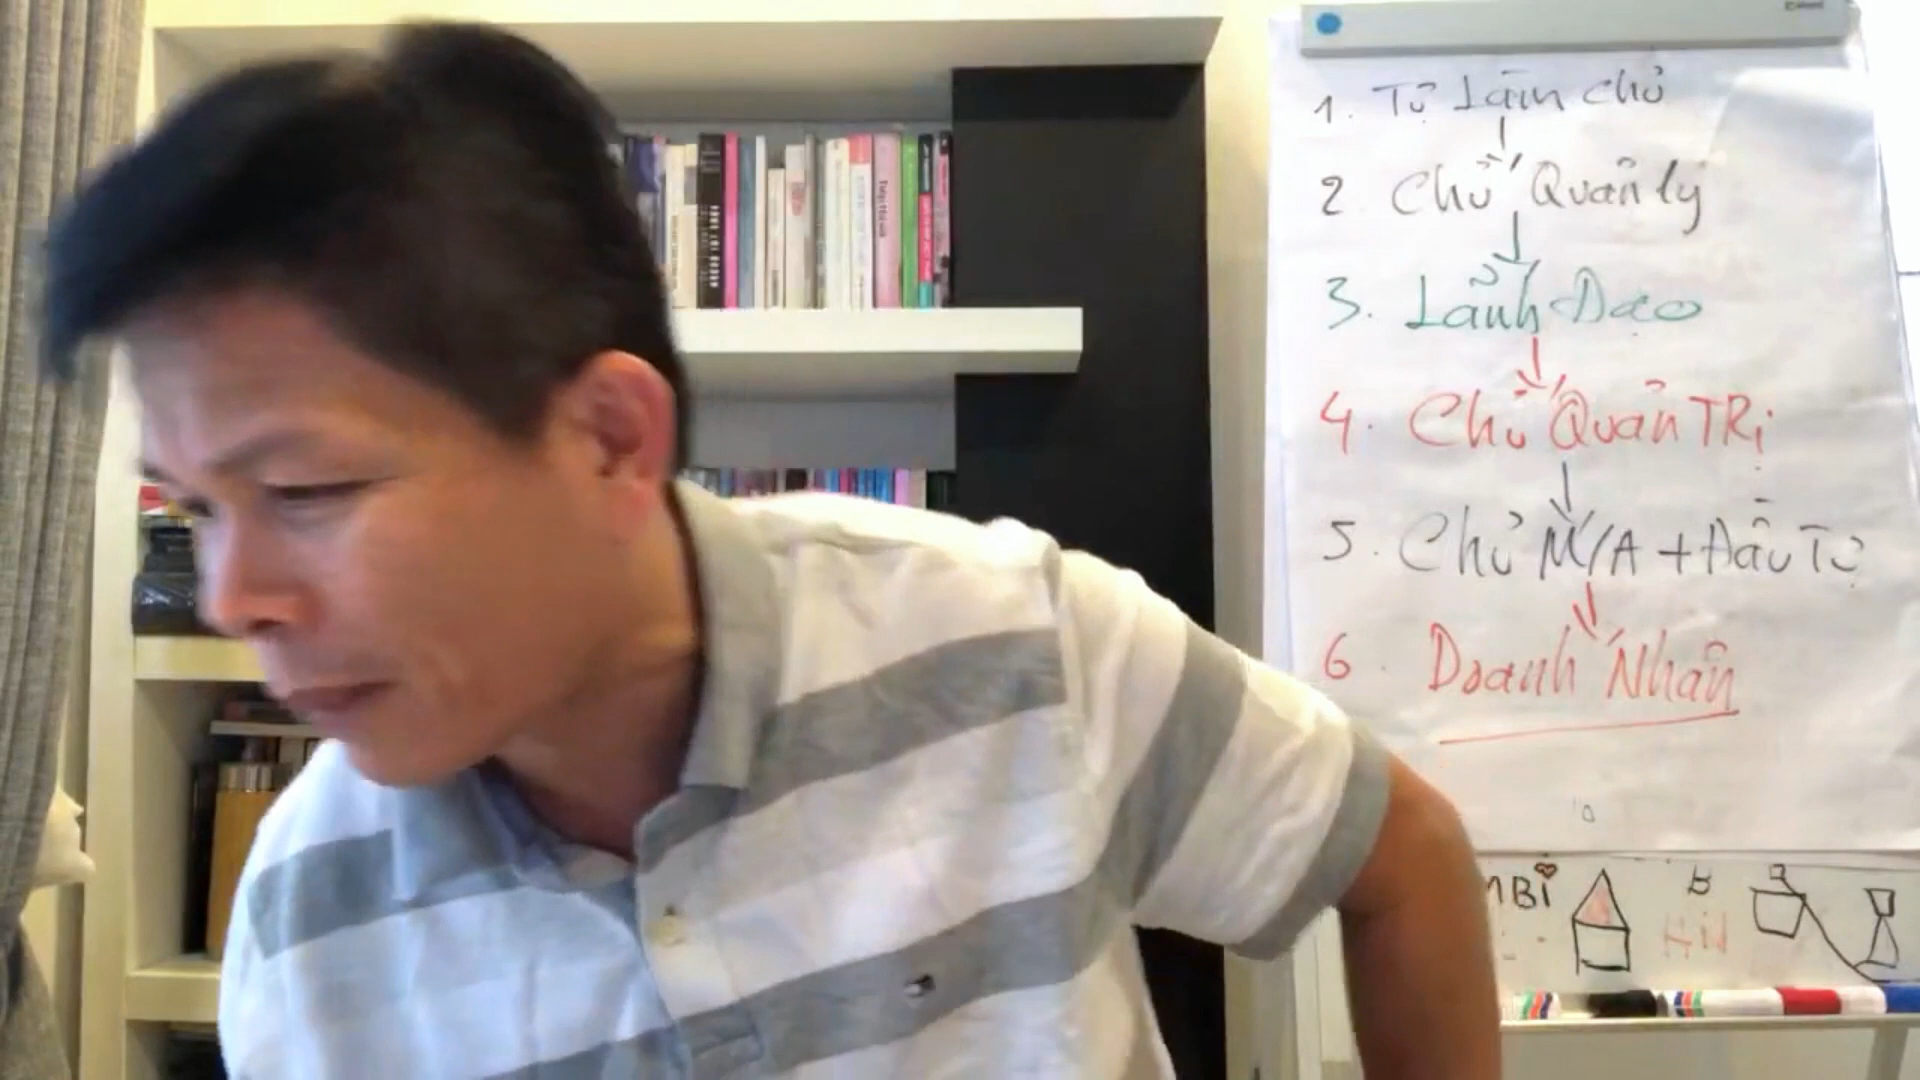 1. Tự Làm chủ
2. Chủ Quản lý
3. Lãnh Đạo
4. Chủ Quản TRị
5. Chủ M/A + Đầu Tư
6. Doanh Nhân
Bi
B